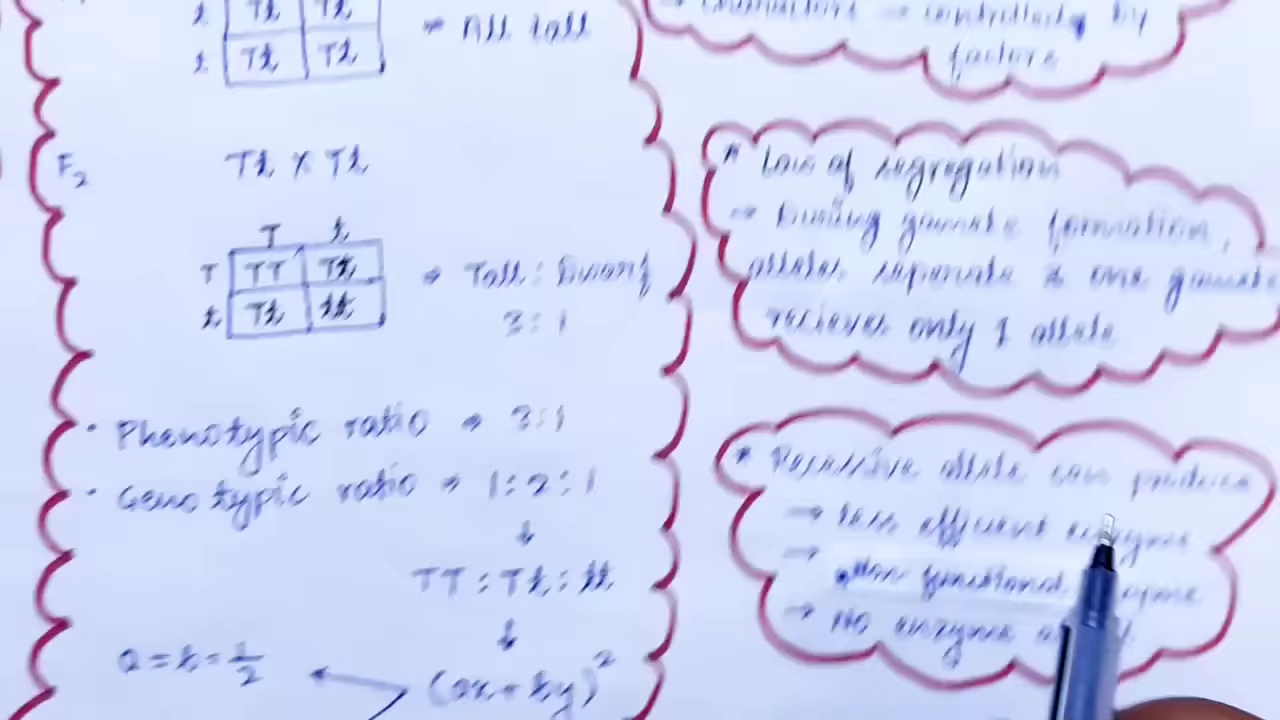 t Tt Tt → All tall
t Tt Tt
F2 Tt x Tt
T t
T TT Tt → Tall : Dwarf
t Tt tt 3 : 1
· Phenotypic ratio → 3:1
· Genotypic ratio → 1:2:1
↓
TT : Tt : tt
↓
a = b = 1/2 (ax + by)²
→ controlled by
factors
* Law of segregation
→ During gamete formation,
alleles separate & one gamete
recieves only 1 allele
* Recessive allele can produce
→ less efficient enzyme
→ Non functional
→ No enzyme